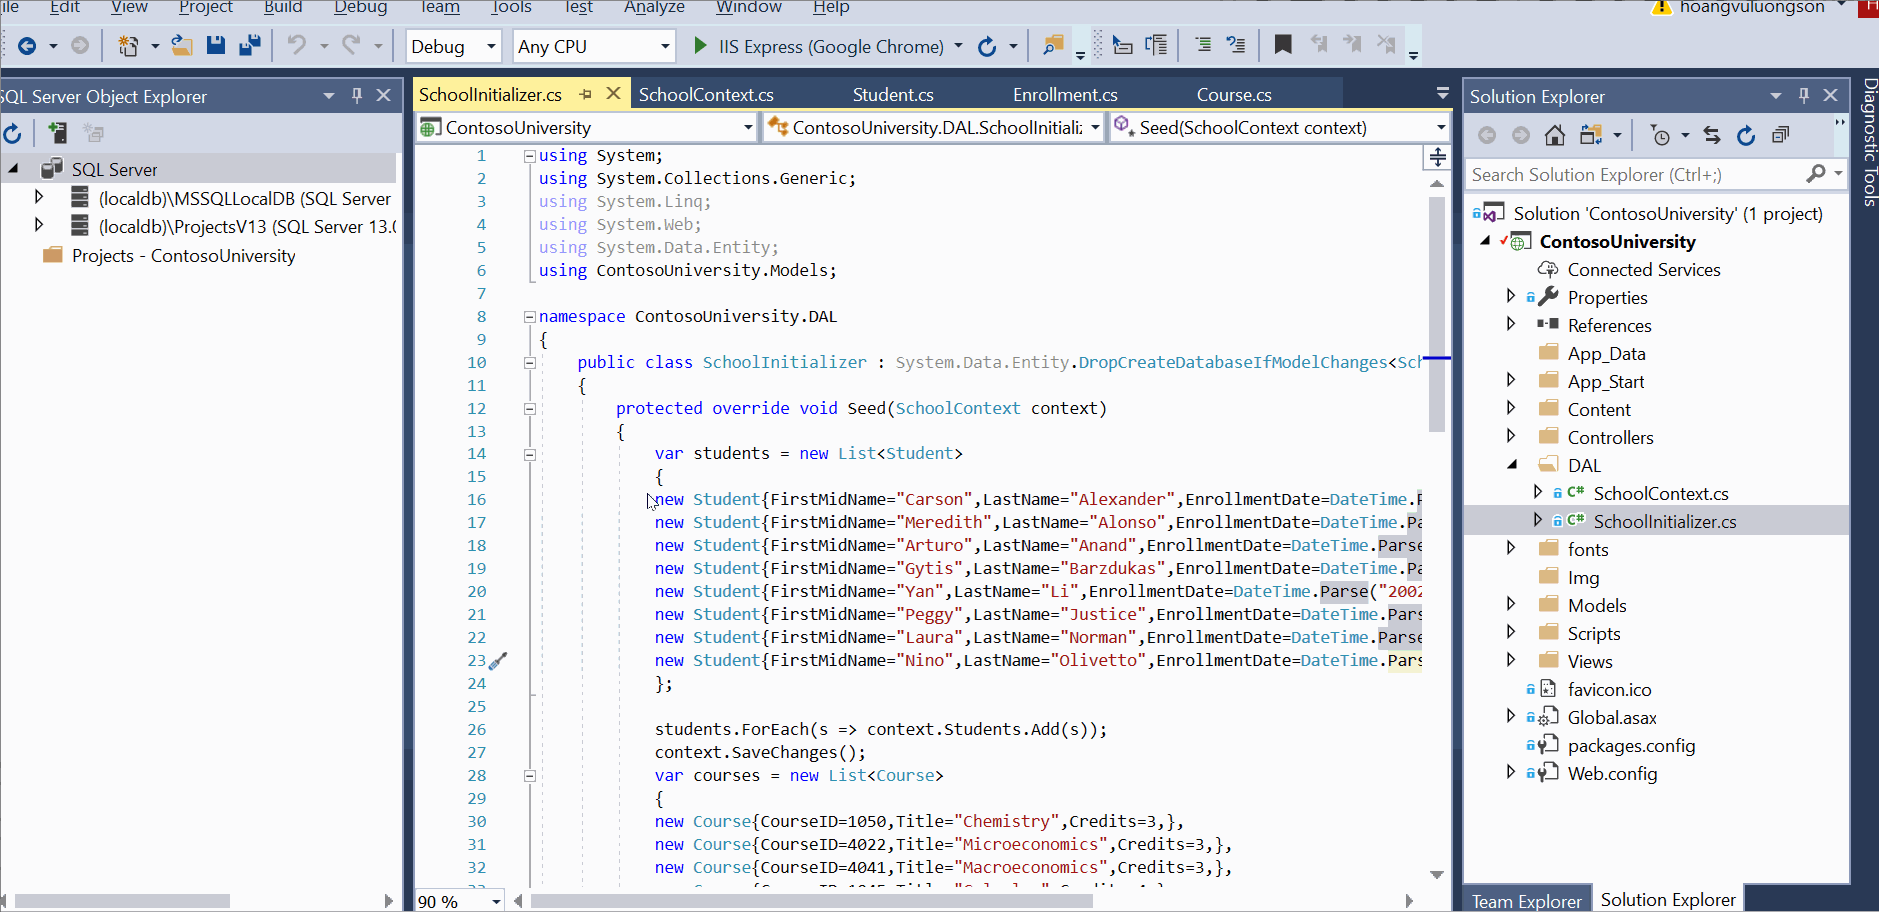 ile Edit View Project Build Debug Team Tools Test Analyze Window Help hoangvuluongson
Debug Any CPU IIS Express (Google Chrome)
SQL Server Object Explorer
SQL Server
(localdb)\MSSQLLocalDB (SQL Server
(localdb)\ProjectsV13 (SQL Server 13.0
Projects - ContosoUniversity
SchoolInitializer.cs SchoolContext.cs Student.cs Enrollment.cs Course.cs
ContosoUniversity ContosoUniversity.DAL.SchoolInitializ Seed(SchoolContext context)
1 using System;
2 using System.Collections.Generic;
3 using System.Linq;
4 using System.Web;
5 using System.Data.Entity;
6 using ContosoUniversity.Models;
7
8 namespace ContosoUniversity.DAL
9 {
10 public class SchoolInitializer : System.Data.Entity.DropCreateDatabaseIfModelChanges<Sch
11 {
12 protected override void Seed(SchoolContext context)
13 {
14 var students = new List<Student>
15 {
16 new Student{FirstMidName="Carson",LastName="Alexander",EnrollmentDate=DateTime.P
17 new Student{FirstMidName="Meredith",LastName="Alonso",EnrollmentDate=DateTime.Pa
18 new Student{FirstMidName="Arturo",LastName="Anand",EnrollmentDate=DateTime.Parse
19 new Student{FirstMidName="Gytis",LastName="Barzdukas",EnrollmentDate=DateTime.Pa
20 new Student{FirstMidName="Yan",LastName="Li",EnrollmentDate=DateTime.Parse("2002
21 new Student{FirstMidName="Peggy",LastName="Justice",EnrollmentDate=DateTime.Pars
22 new Student{FirstMidName="Laura",LastName="Norman",EnrollmentDate=DateTime.Parse
23 new Student{FirstMidName="Nino",LastName="Olivetto",EnrollmentDate=DateTime.Pars
24 };
25
26 students.ForEach(s => context.Students.Add(s));
27 context.SaveChanges();
28 var courses = new List<Course>
29 {
30 new Course{CourseID=1050,Title="Chemistry",Credits=3,},
31 new Course{CourseID=4022,Title="Microeconomics",Credits=3,},
32 new Course{CourseID=4041,Title="Macroeconomics",Credits=3,},
90 %
Solution Explorer
Search Solution Explorer (Ctrl+;)
Solution 'ContosoUniversity' (1 project)
ContosoUniversity
Connected Services
Properties
References
App_Data
App_Start
Content
Controllers
DAL
C# SchoolContext.cs
C# SchoolInitializer.cs
fonts
Img
Models
Scripts
Views
favicon.ico
Global.asax
packages.config
Web.config
Team Explorer Solution Explorer
Diagnostic Tools